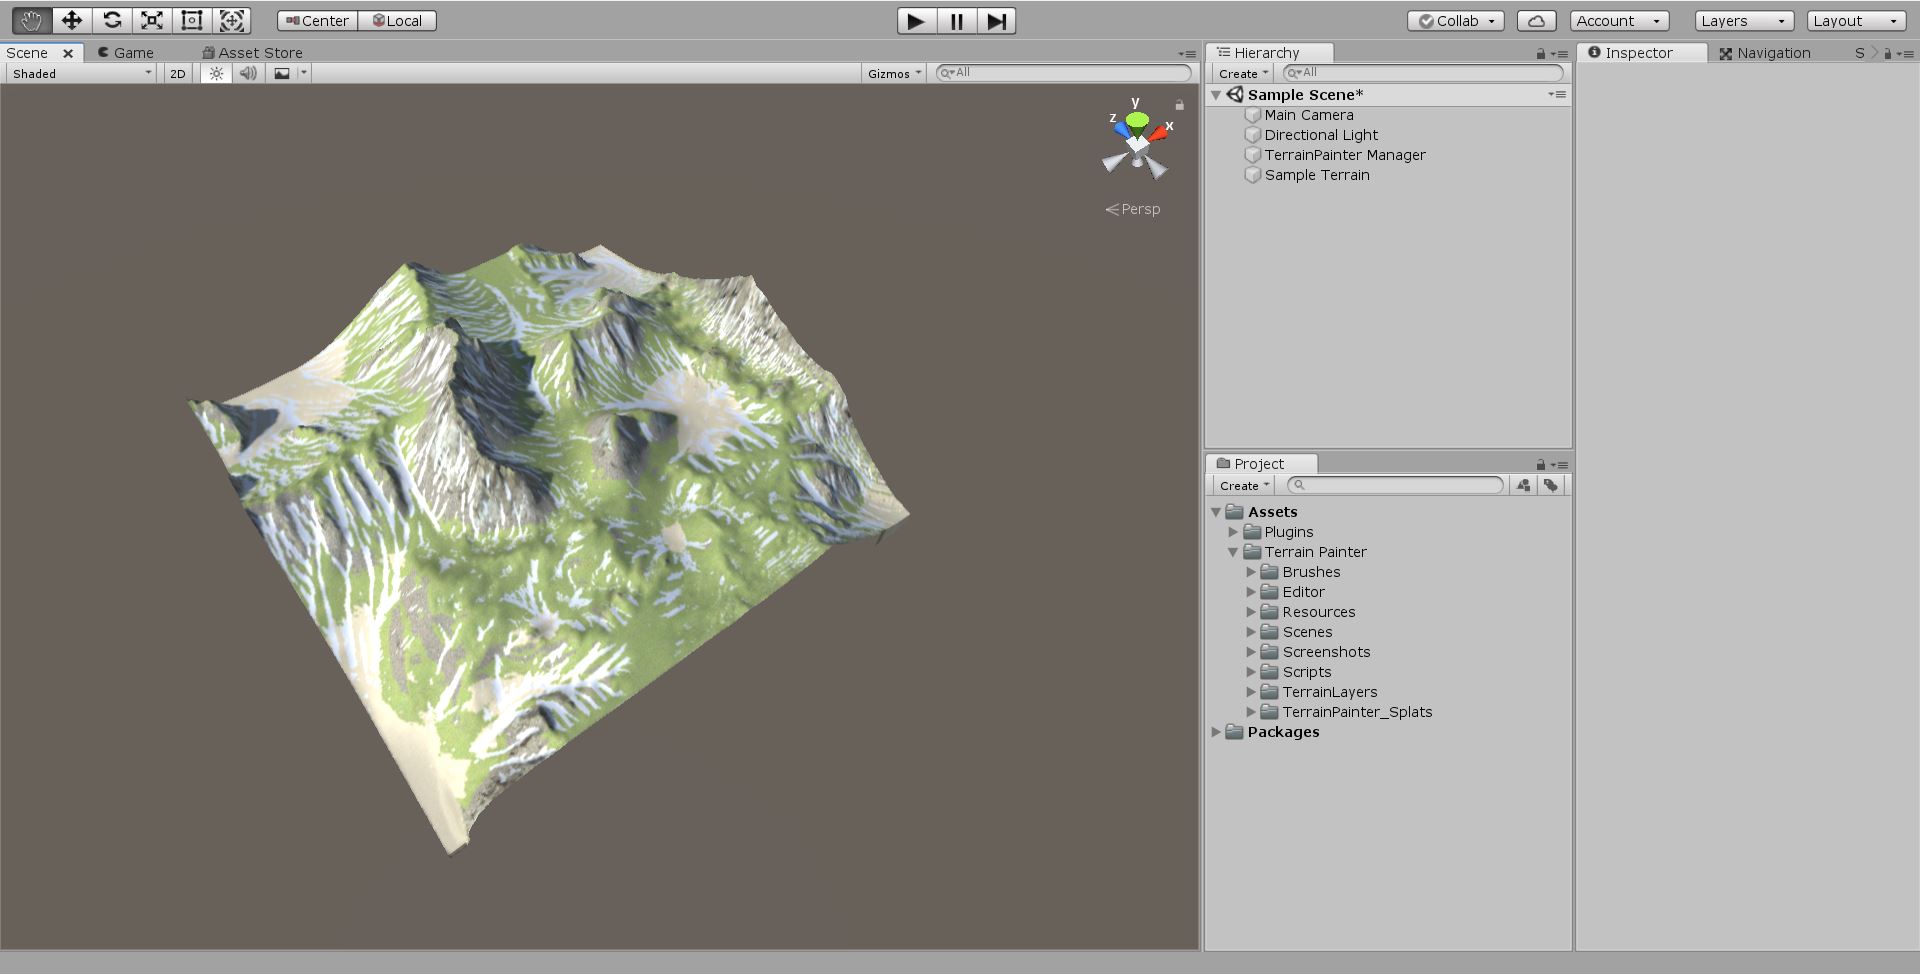 Center Local Collab Account Layers Layout
Scene Game Asset Store
Shaded 2D Gizmos All
y
z x
Persp
Hierarchy
Create All
Sample Scene*
Main Camera
Directional Light
TerrainPainter Manager
Sample Terrain
Project
Create
Assets
Plugins
Terrain Painter
Brushes
Editor
Resources
Scenes
Screenshots
Scripts
TerrainLayers
TerrainPainter_Splats
Packages
Inspector Navigation S